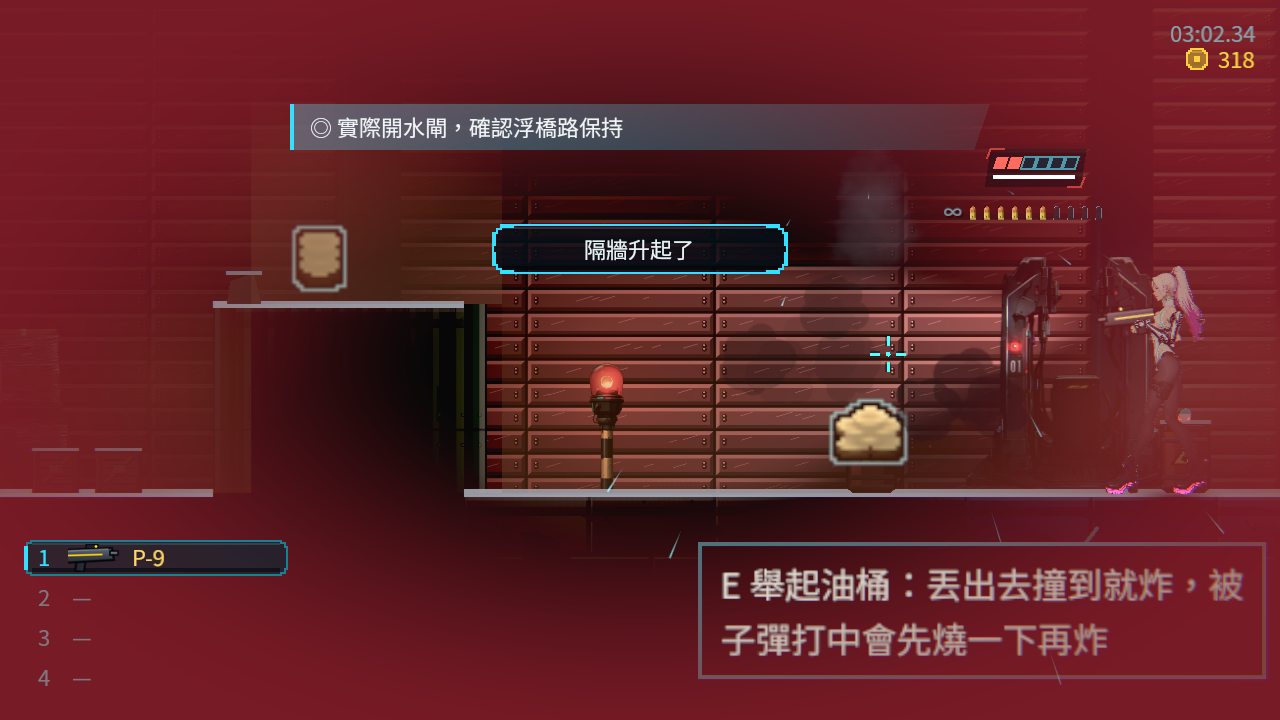 03:02.34
318
◎ 實際開水閘，確認浮橋路保持
∞
隔牆升起了
01
1 P-9
2 —
3 —
4 —
E 舉起油桶：丟出去撞到就炸，被
子彈打中會先燒一下再炸